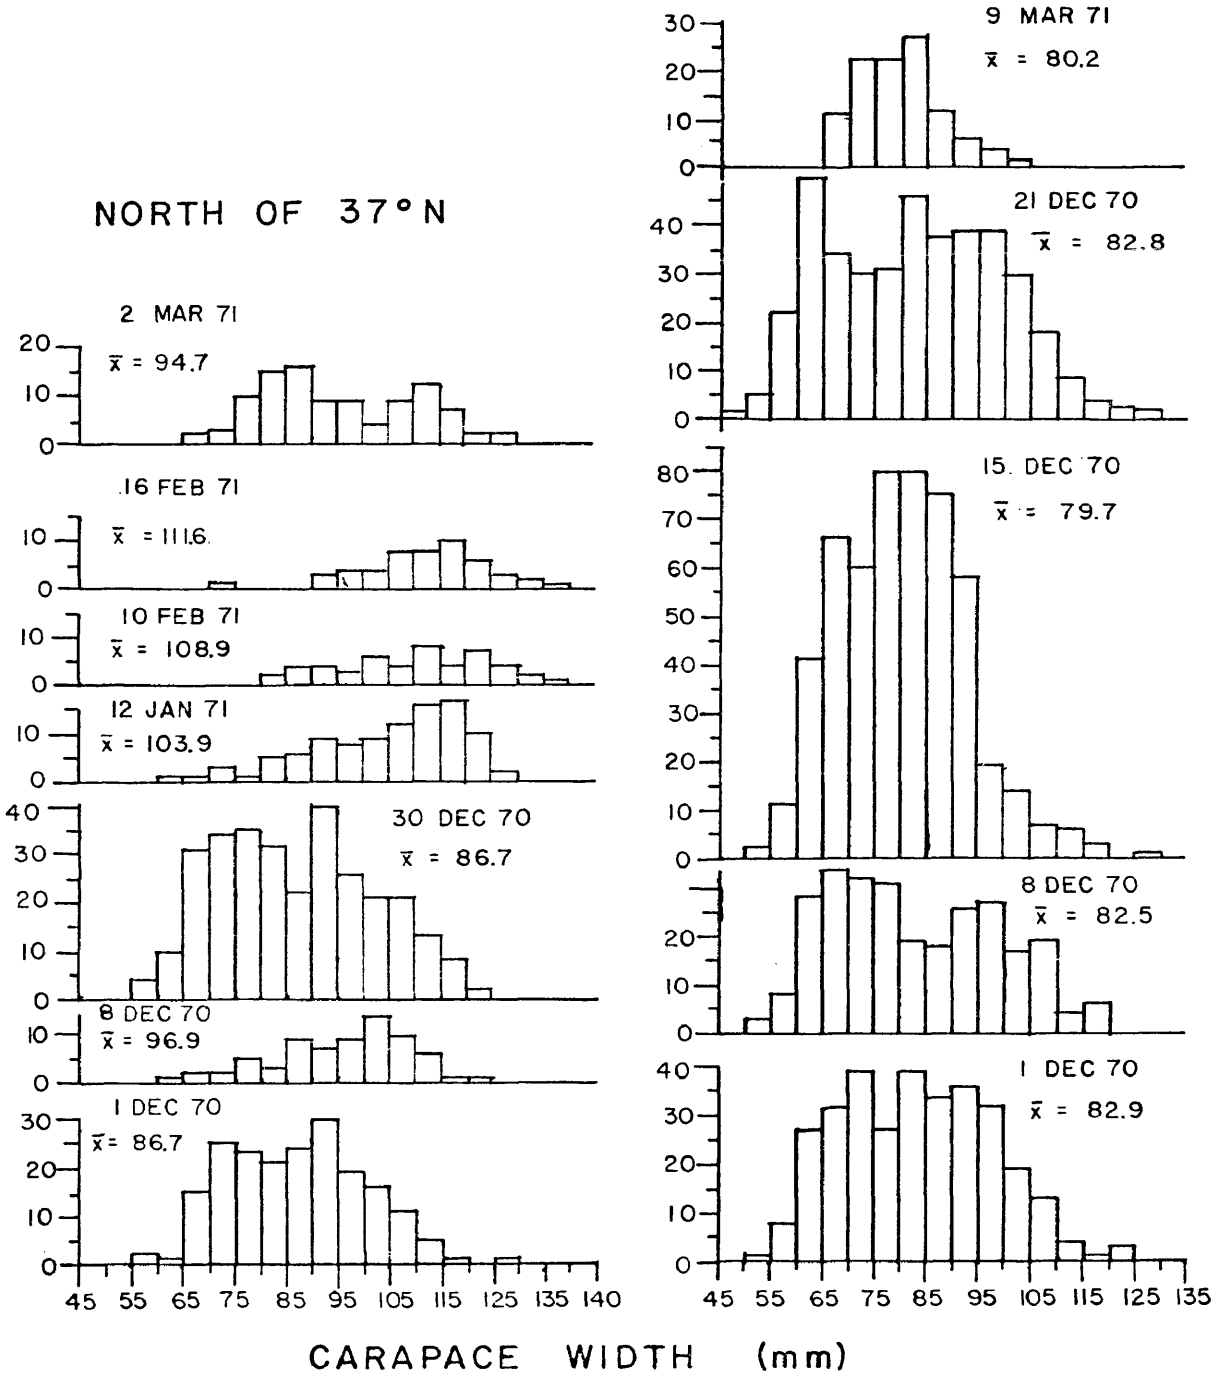 NORTH OF 37°N
2 MAR 71
x̄ = 94.7
20
10
0
16 FEB 71
x̄ = 111.6
10
0
10 FEB 71
x̄ = 108.9
10
0
12 JAN 71
x̄ = 103.9
10
0
30 DEC 70
x̄ = 86.7
40
30
20
10
0
8 DEC 70
x̄ = 96.9
10
0
1 DEC 70
x̄ = 86.7
30
20
10
0
45 55 65 75 85 95 105 115 125 135 140
9 MAR 71
x̄ = 80.2
30
20
10
0
21 DEC 70
x̄ = 82.8
40
30
20
10
0
15 DEC 70
x̄ = 79.7
80
70
60
50
40
30
20
10
0
8 DEC 70
x̄ = 82.5
20
10
0
1 DEC 70
x̄ = 82.9
40
30
20
10
0
45 55 65 75 85 95 105 115 125 135
CARAPACE WIDTH (mm)